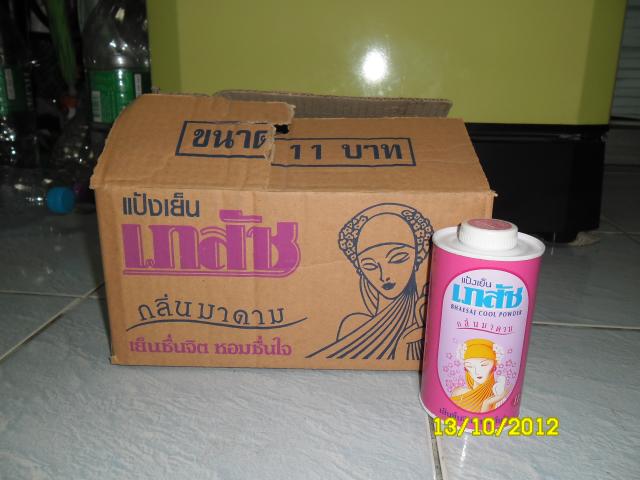 ขนาด 11 บาท
แป้งเย็น
เภสัช
กลิ่นมาดาม
เย็นชื่นจิต หอมชื่นใจ
แป้งเย็น
เภสัช
BHAESAJ COOL POWDER
กลิ่นมาดาม
13/10/2012